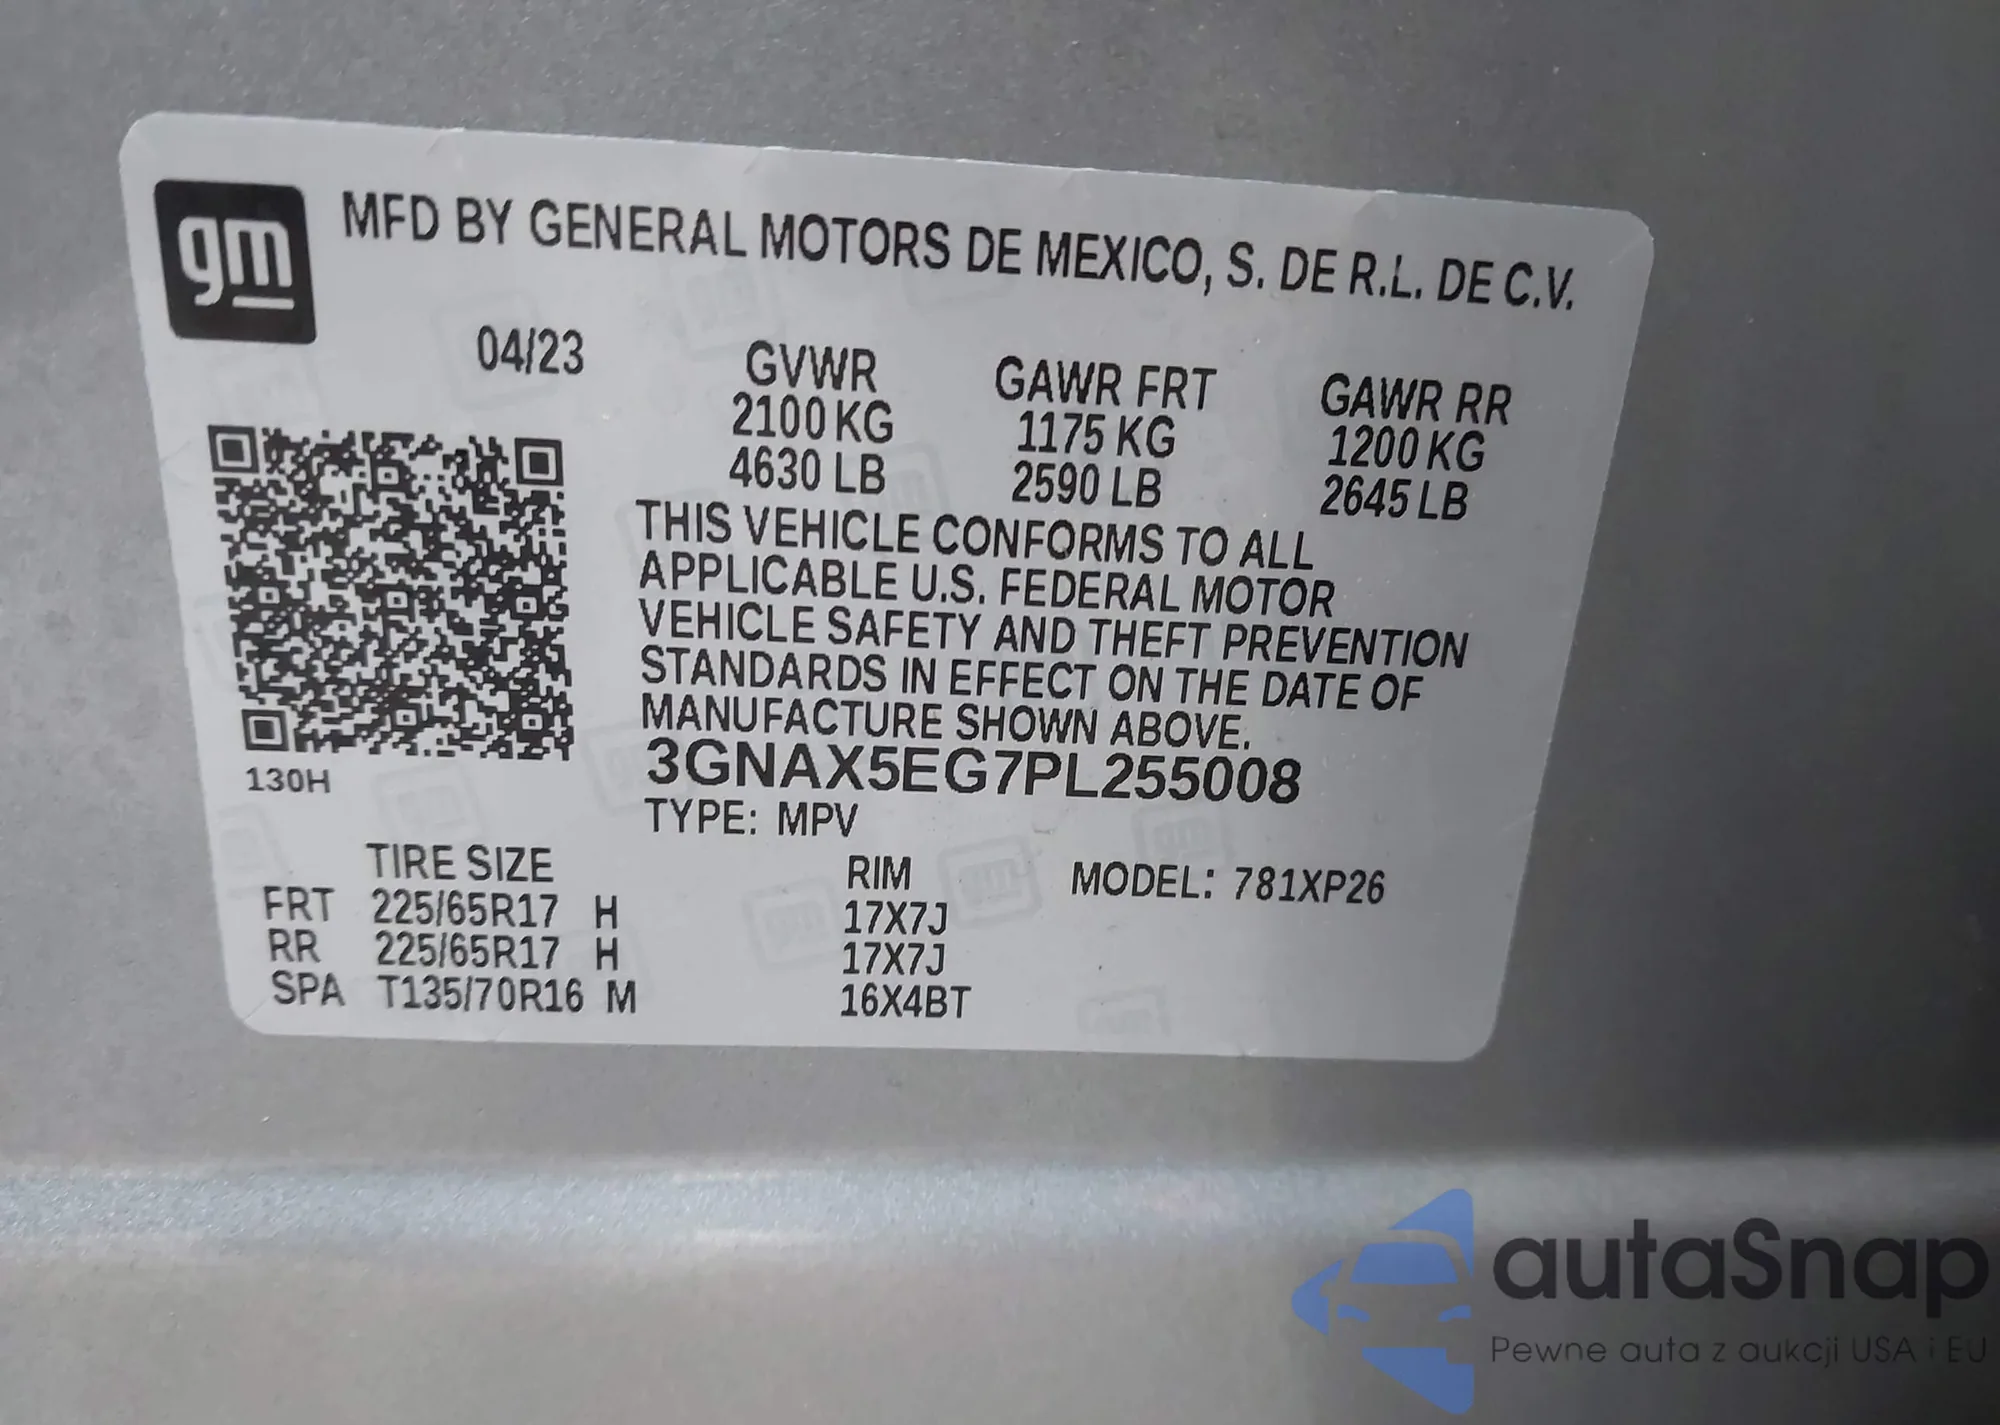 gm
MFD BY GENERAL MOTORS DE MEXICO, S. DE R.L. DE C.V.
04/23 GVWR GAWR FRT GAWR RR
2100 KG 1175 KG 1200 KG
4630 LB 2590 LB 2645 LB
THIS VEHICLE CONFORMS TO ALL
APPLICABLE U.S. FEDERAL MOTOR
VEHICLE SAFETY AND THEFT PREVENTION
STANDARDS IN EFFECT ON THE DATE OF
MANUFACTURE SHOWN ABOVE.
3GNAX5EG7PL255008
130H
TYPE: MPV
TIRE SIZE RIM MODEL: 781XP26
FRT 225/65R17 H 17X7J
RR 225/65R17 H 17X7J
SPA T135/70R16 M 16X4BT
autaSnap
Pewne auta z aukcji USA i EU